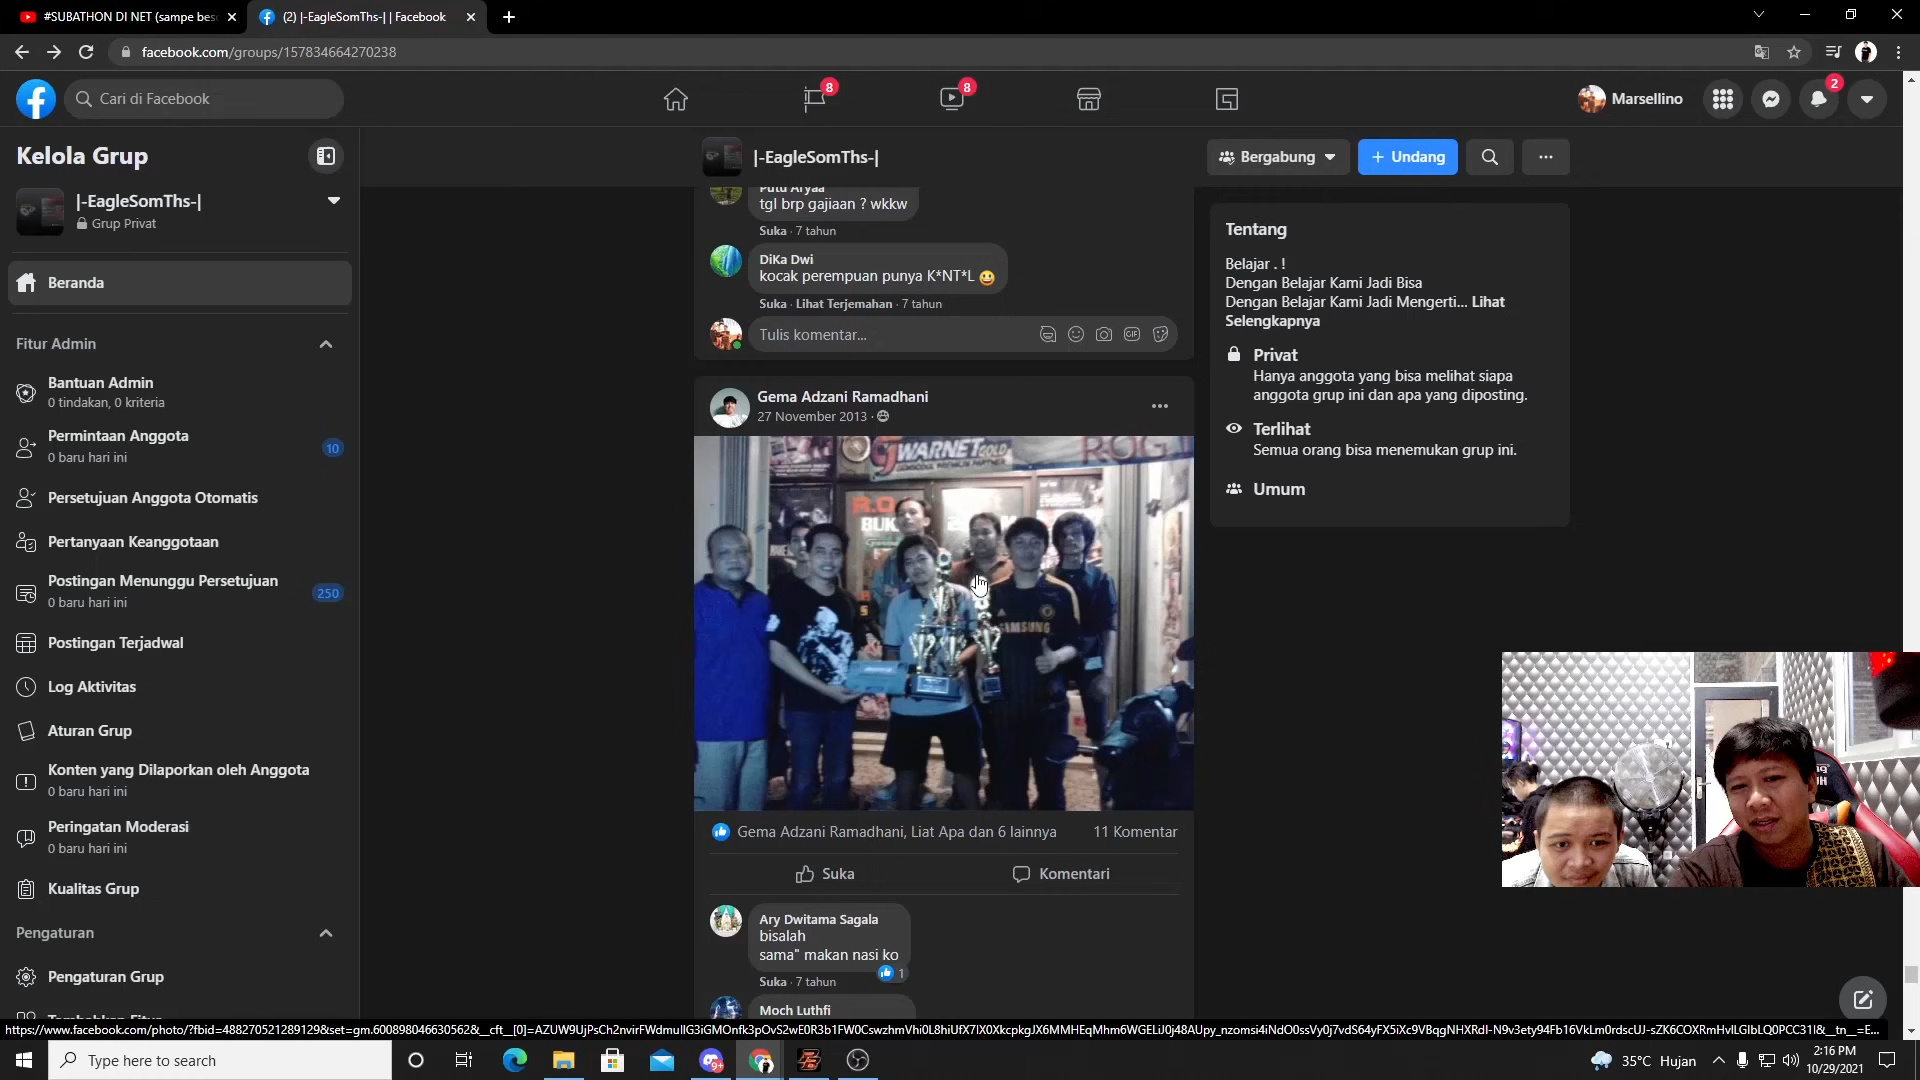 #SUBATHON DI NET (sampe bes
(2) |-EagleSomThs-| | Facebook
facebook.com/groups/157834664270238
Cari di Facebook
8
8
Marsellino
2
Kelola Grup
|-EagleSomThs-|
Grup Privat
Beranda
Fitur Admin
Bantuan Admin
0 tindakan, 0 kriteria
Permintaan Anggota
0 baru hari ini
10
Persetujuan Anggota Otomatis
Pertanyaan Keanggotaan
Postingan Menunggu Persetujuan
0 baru hari ini
250
Postingan Terjadwal
Log Aktivitas
Aturan Grup
Konten yang Dilaporkan oleh Anggota
0 baru hari ini
Peringatan Moderasi
0 baru hari ini
Kualitas Grup
Pengaturan
Pengaturan Grup
|-EagleSomThs-|
Bergabung
+ Undang
Putu Aryaa
tgl brp gajiaan ? wkkw
Suka · 7 tahun
DiKa Dwi
kocak perempuan punya K*NT*L 😀
Suka · Lihat Terjemahan · 7 tahun
Tulis komentar...
GIF
Gema Adzani Ramadhani
27 November 2013 ·
WARNET GOLD
ROG
BUK
SAMSUNG
Gema Adzani Ramadhani, Liat Apa dan 6 lainnya
11 Komentar
Suka
Komentari
Ary Dwitama Sagala
bisalah
sama" makan nasi ko
1
Suka · 7 tahun
Moch Luthfi
Tentang
Belajar . !
Dengan Belajar Kami Jadi Bisa
Dengan Belajar Kami Jadi Mengerti... Lihat
Selengkapnya
Privat
Hanya anggota yang bisa melihat siapa
anggota grup ini dan apa yang diposting.
Terlihat
Semua orang bisa menemukan grup ini.
Umum
Type here to search
35°C Hujan
2:16 PM
10/29/2021